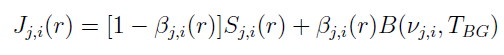 J_{j,i}(r) = [1 − β_{j,i}(r)]S_{j,i}(r) + β_{j,i}(r)B(ν_{j,i}, T_{BG})